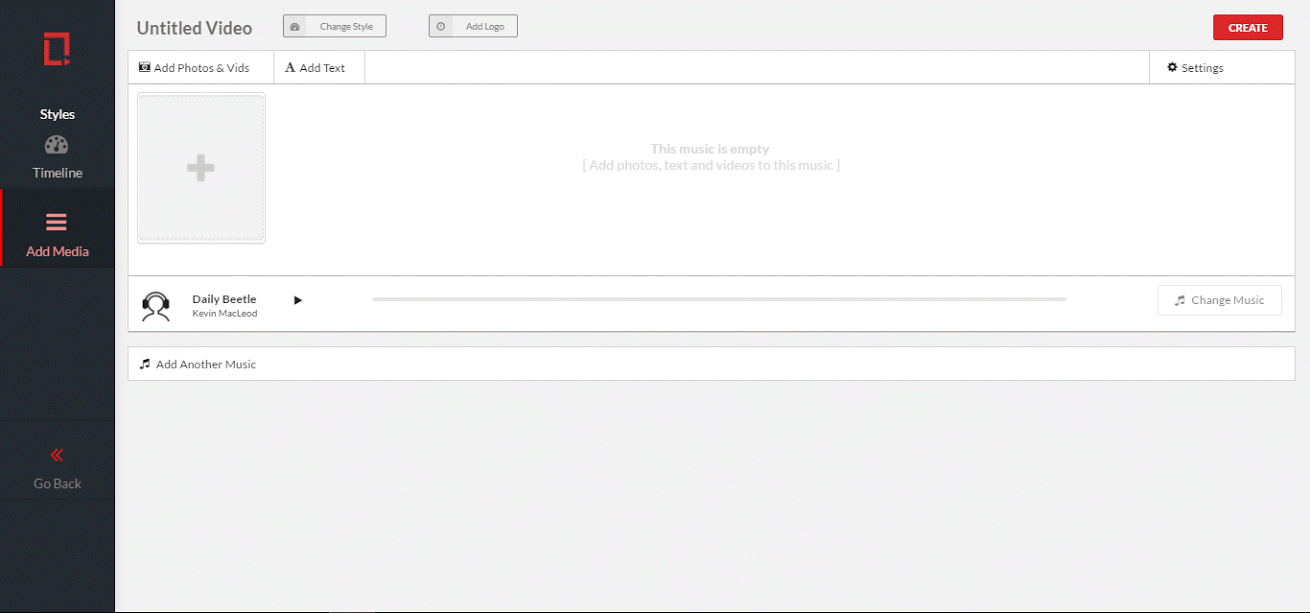 Untitled Video
Change Style
Add Logo
CREATE
Add Photos & Vids
Add Text
Settings
Styles
Timeline
Add Media
Go Back
This music is empty
[ Add photos, text and videos to this music ]
Daily Beetle
Kevin MacLeod
Change Music
Add Another Music